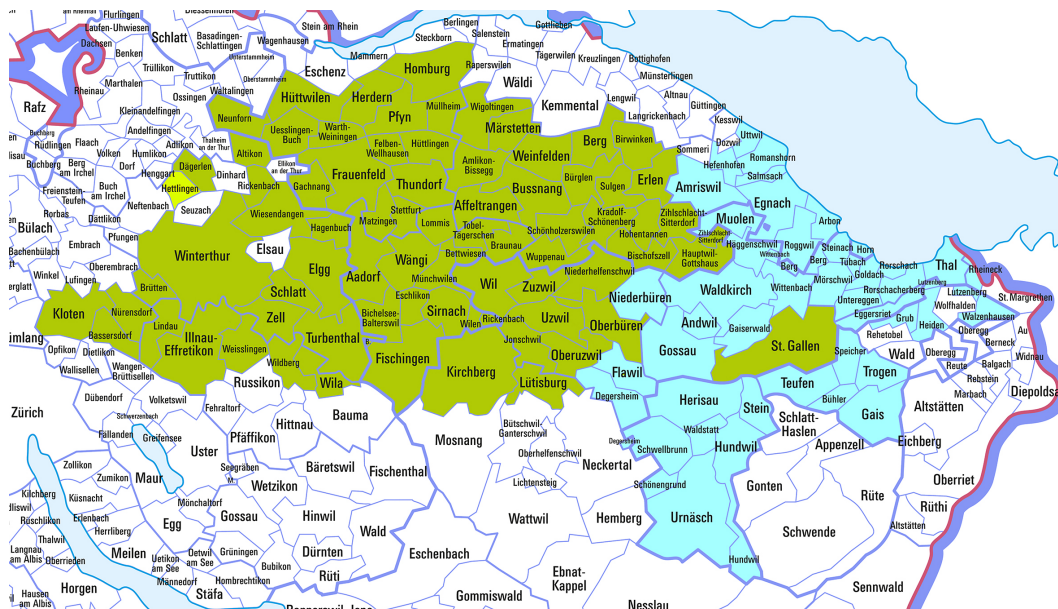 Flurlingen
Diessenhofen
Laufen-Uhwiesen
Schlatt
Basadingen-
Schlattingen
Stein am Rhein
Wagenhausen
Berlingen
Steckborn
Salenstein
Ermatingen
Gottlieben
Tägerwilen
Kreuzlingen
Bottighofen
Dachsen
Benken
Trüllikon
Truttikon
Unterstammheim
Oberstammheim
Eschenz
Mammern
Homburg
Raperswilen
Wäldi
Münsterlingen
Rheinau
Marthalen
Ossingen
Waltalingen
Hüttwilen
Herdern
Müllheim
Wigoltingen
Kemmental
Lengwil
Altnau
Güttingen
Langrickenbach
Kesswil
Rafz
Kleinandelfingen
Neunforn
Pfyn
Märstetten
Berg
Birwinken
Dozwil
Uttwil
Sommeri
Buchberg
Rüdlingen
Flaach
Andelfingen
Adlikon
Thalheim
an der Thur
Uesslingen-
Buch
Warth-
Weiningen
Felben-
Wellhausen
Hüttlingen
Weinfelden
Hefenhofen
Romanshorn
Salmsach
Buchberg
Berg
am Irchel
Volken
Dorf
Humlikon
Henggart
Dägerlen
Altikon
Ellikon
an der Thur
Dinhard
Rickenbach
Gachnang
Frauenfeld
Thundorf
Amlikon-
Bissegg
Bürglen
Sulgen
Erlen
Amriswil
Egnach
Freienstein-
Teufen
Buch
am Irchel
Hettlingen
Neftenbach
Seuzach
Bussnang
Affeltrangen
Rorbas
Dättlikon
Wiesendangen
Hagenbuch
Matzingen
Stettfurt
Lommis
Tobel-
Tägerschen
Kradolf-
Schönenberg
Zihlschlacht-
Sitterdorf
Muolen
Arbon
Bülach
Pfungen
Embrach
Bachenbülach
Winterthur
Elsau
Elgg
Aadorf
Wängi
Braunau
Bettwiesen
Schönholzerswilen
Wuppenau
Hohentannen
Bischofszell
Zihlschlacht-
Sitterdorf
Hauptwil-
Gottshaus
Häggenschwil
Wittenbach
Roggwil
Berg
Berg
Steinach
Horn
Tübach
Goldach
Mörschwil
Rorschach
Thal
Rheineck
Oberembrach
Winkel
Lufingen
Brütten
Schlatt
Münchwilen
Eschlikon
Wil
Zuzwil
Niederhelfenschwil
Niederbüren
Waldkirch
Wittenbach
Untereggen
Rorschacherberg
Lutzenberg
Lutzenberg
Wolfhalden
St. Margrethen
Kloten
Nürensdorf
Bassersdorf
Lindau
Zell
Bichelsee-
Balterswil
Sirnach
Wilen
Rickenbach
Uzwil
Oberbüren
Andwil
Gaiserwald
Eggersriet
Grub
Heiden
Walzenhausen
Au
Rehetobel
Oberegg
Berneck
Opfikon
Dietlikon
Wallisellen
Wangen-
Brüttisellen
Illnau-
Effretikon
Weisslingen
Wildberg
Turbenthal
B.
Fischingen
Jonschwil
Oberuzwil
Gossau
St. Gallen
Speicher
Wald
Oberegg
Reute
Widnau
Balgach
Rebstein
Marbach
Diepoldsa
Dübendorf
Volketswil
Russikon
Wila
Kirchberg
Lütisburg
Flawil
Degersheim
Teufen
Trogen
Bühler
Zürich
Schwerzenbach
Fällanden
Greifensee
Fehraltorf
Pfäffikon
Hittnau
Bauma
Bütschwil-
Ganterschwil
Herisau
Stein
Schlatt-
Haslen
Gais
Altstätten
Eichberg
Appenzell
Zollikon
Zumikon
Maur
Uster
Seegräben
M.
Bäretswil
Fischenthal
Mosnang
Oberhelfenschwil
Lichtensteig
Neckertal
Degersheim
Waldstatt
Schwellbrunn
Hundwil
Kilchberg
Küsnacht
Rüschlikon
Erlenbach
Herrliberg
Thalwil
Langnau
am Albis
Oberrieden
Mönchaltorf
Wetzikon
Egg
Gossau
Hinwil
Wald
Schönengrund
Urnäsch
Gonten
Rüte
Oberriet
Rüthi
Altstätten
Schwende
Wattwil
Hemberg
Meilen
Uetikon
am See
Oetwil
am See
Grüningen
Bubikon
Dürnten
Rüti
Eschenbach
Horgen
Hausen
am Albis
Männedorf
Hombrechtikon
Stäfa
Ebnat-
Kappel
Gommiswald
Nesslau
Hundwil
Sennwald